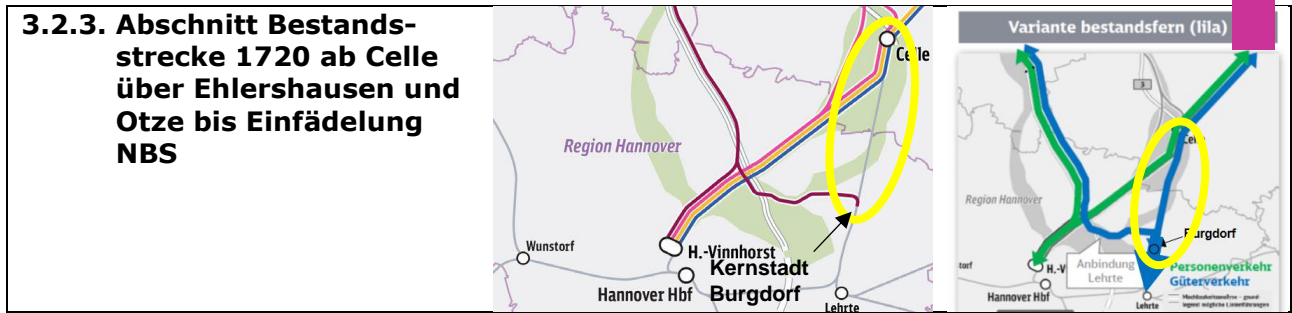 3.2.3. Abschnitt Bestands-
strecke 1720 ab Celle
über Ehlershausen und
Otze bis Einfädelung
NBS
Celle
Region Hannover
Wunstorf
H.-Vinnhorst
Kernstadt
Hannover Hbf
Burgdorf
Lehrte
Variante bestandsfern (lila)
3
Celle
Region Hannover
Burgdorf
torf
H.-V
Anbindung
Lehrte
Personenverkehr
Güterverkehr
Hannover Hbf
Lehrte